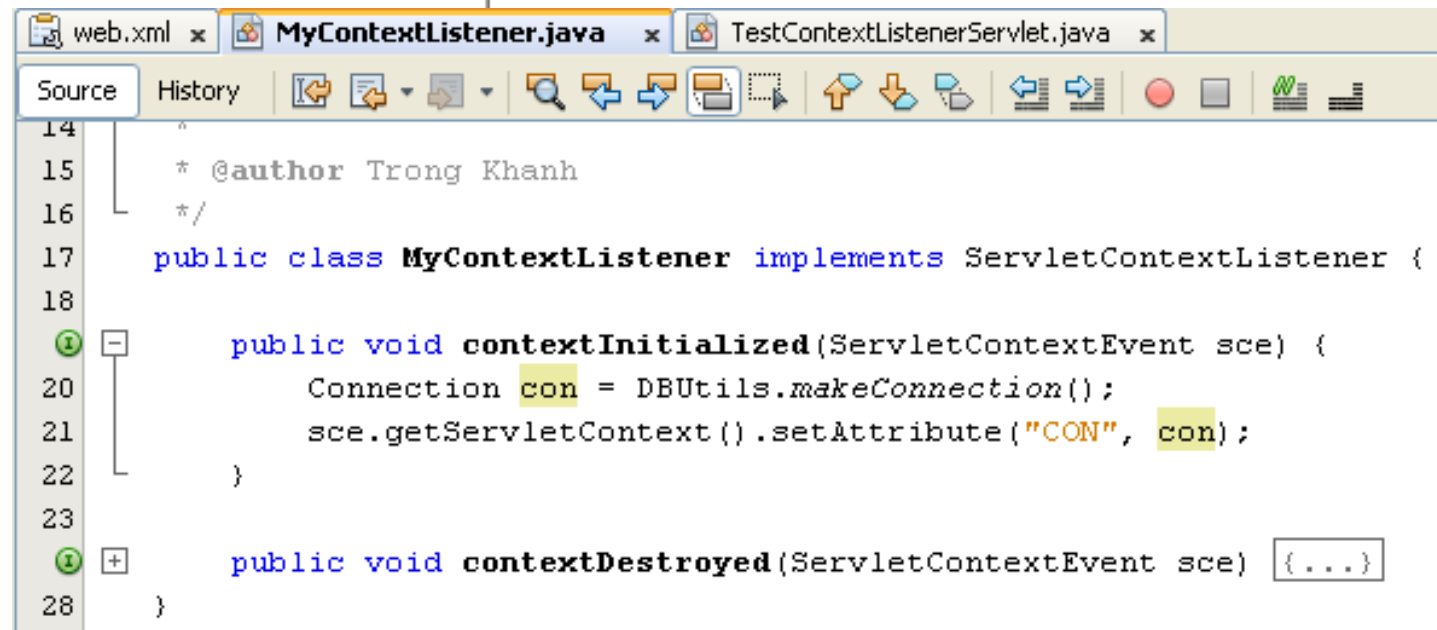 web.xml x MyContextListener.java x TestContextListenerServlet.java x
Source History
14 *
15 * @author Trong Khanh
16 */
17 public class MyContextListener implements ServletContextListener {
18
public void contextInitialized(ServletContextEvent sce) {
20 Connection con = DBUtils.makeConnection();
21 sce.getServletContext().setAttribute("CON", con);
22 }
23
public void contextDestroyed(ServletContextEvent sce) {...}
28 }